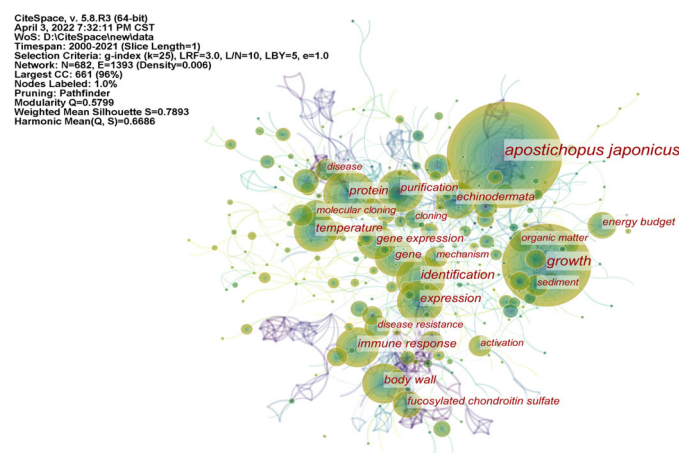 CiteSpace, v. 5.8.R3 (64-bit)
April 3, 2022 7:32:11 PM CST
WoS: D:\CiteSpace\new\data
Timespan: 2000-2021 (Slice Length=1)
Selection Criteria: g-index (k=25), LRF=3.0, L/N=10, LBY=5, e=1.0
Network: N=682, E=1393 (Density=0.006)
Largest CC: 661 (96%)
Nodes Labeled: 1.0%
Pruning: Pathfinder
Modularity Q=0.5799
Weighted Mean Silhouette S=0.7893
Harmonic Mean(Q, S)=0.6686
apostichopus japonicus
disease
protein
purification
echinodermata
molecular cloning
cloning
energy budget
temperature
gene expression
organic matter
gene
mechanism
growth
identification
sediment
expression
disease resistance
immune response
activation
body wall
fucosylated chondroitin sulfate